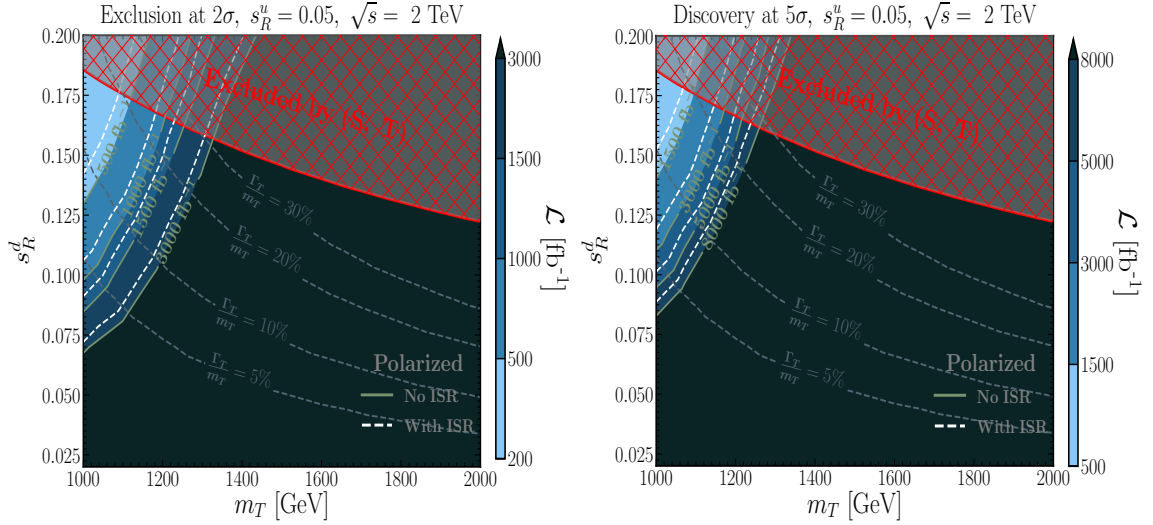 Exclusion at 2σ, s_R^u = 0.05, √s = 2 TeV
0.200
0.175
0.150
0.125
0.100
0.075
0.050
0.025
s_R^d
1000
1200
1400
1600
1800
2000
m_T [GeV]
Excluded by (S, T)
1000 fb
1500 fb
3000 fb
Γ_T/m_T = 30%
Γ_T/m_T = 20%
Γ_T/m_T = 10%
Γ_T/m_T = 5%
Polarized
No ISR
With ISR
3000
1500
1000
500
200
ℒ [fb⁻¹]
Discovery at 5σ, s_R^u = 0.05, √s = 2 TeV
0.200
0.175
0.150
0.125
0.100
0.075
0.050
0.025
s_R^d
1000
1200
1400
1600
1800
2000
m_T [GeV]
Excluded by (S, T)
3000 fb
5000 fb
8000 fb
Γ_T/m_T = 30%
Γ_T/m_T = 20%
Γ_T/m_T = 10%
Γ_T/m_T = 5%
Polarized
No ISR
With ISR
8000
5000
3000
1500
500
ℒ [fb⁻¹]